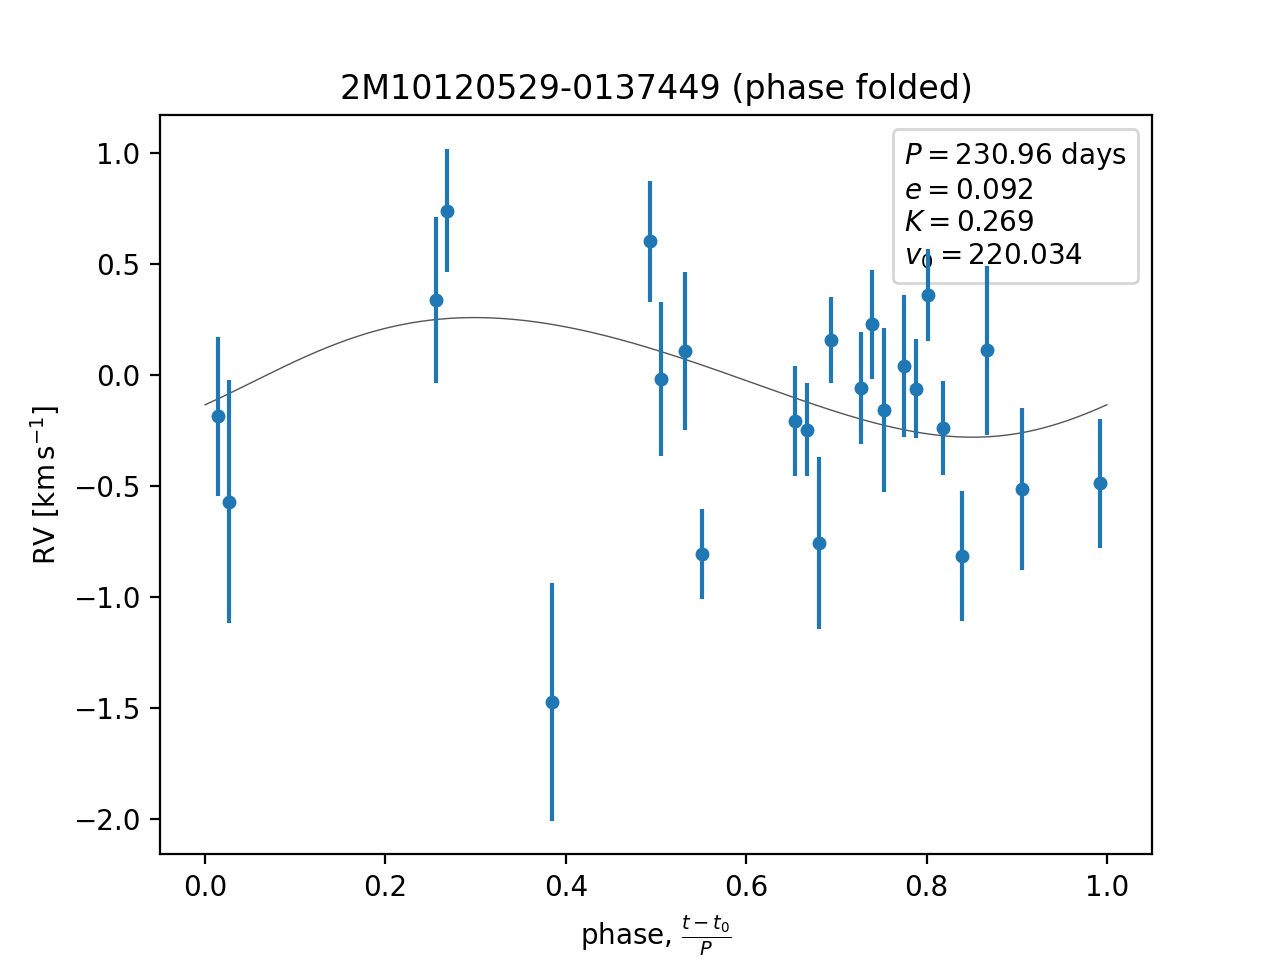 2M10120529-0137449 (phase folded)
P = 230.96 days
e = 0.092
K = 0.269
v₀ = 220.034
1.0
0.5
0.0
−0.5
−1.0
−1.5
−2.0
RV [km s⁻¹]
0.0 0.2 0.4 0.6 0.8 1.0
phase, (t − t₀)/P